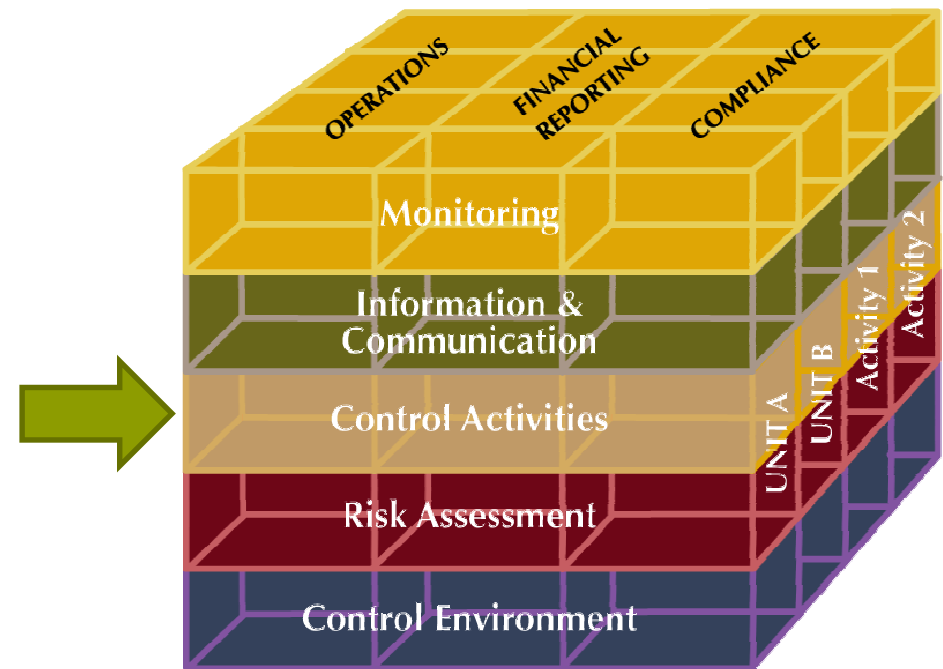 OPERATIONS
FINANCIAL
REPORTING
COMPLIANCE
Monitoring
Information &
Communication
Control Activities
Risk Assessment
Control Environment
UNIT A
UNIT B
Activity 1
Activity 2